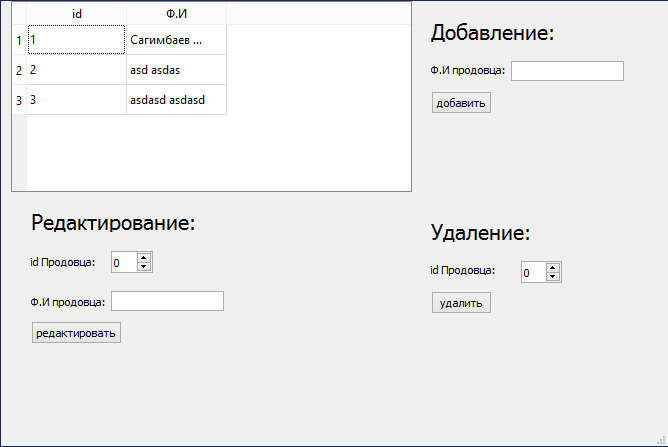 id Ф.И
1 1 Сагимбаев ...
2 2 asd asdas
3 3 asdasd asdasd
Добавление:
Ф.И продовца:
добавить
Редактирование:
id Продовца: 0
Ф.И продовца:
редактировать
Удаление:
id Продовца: 0
удалить